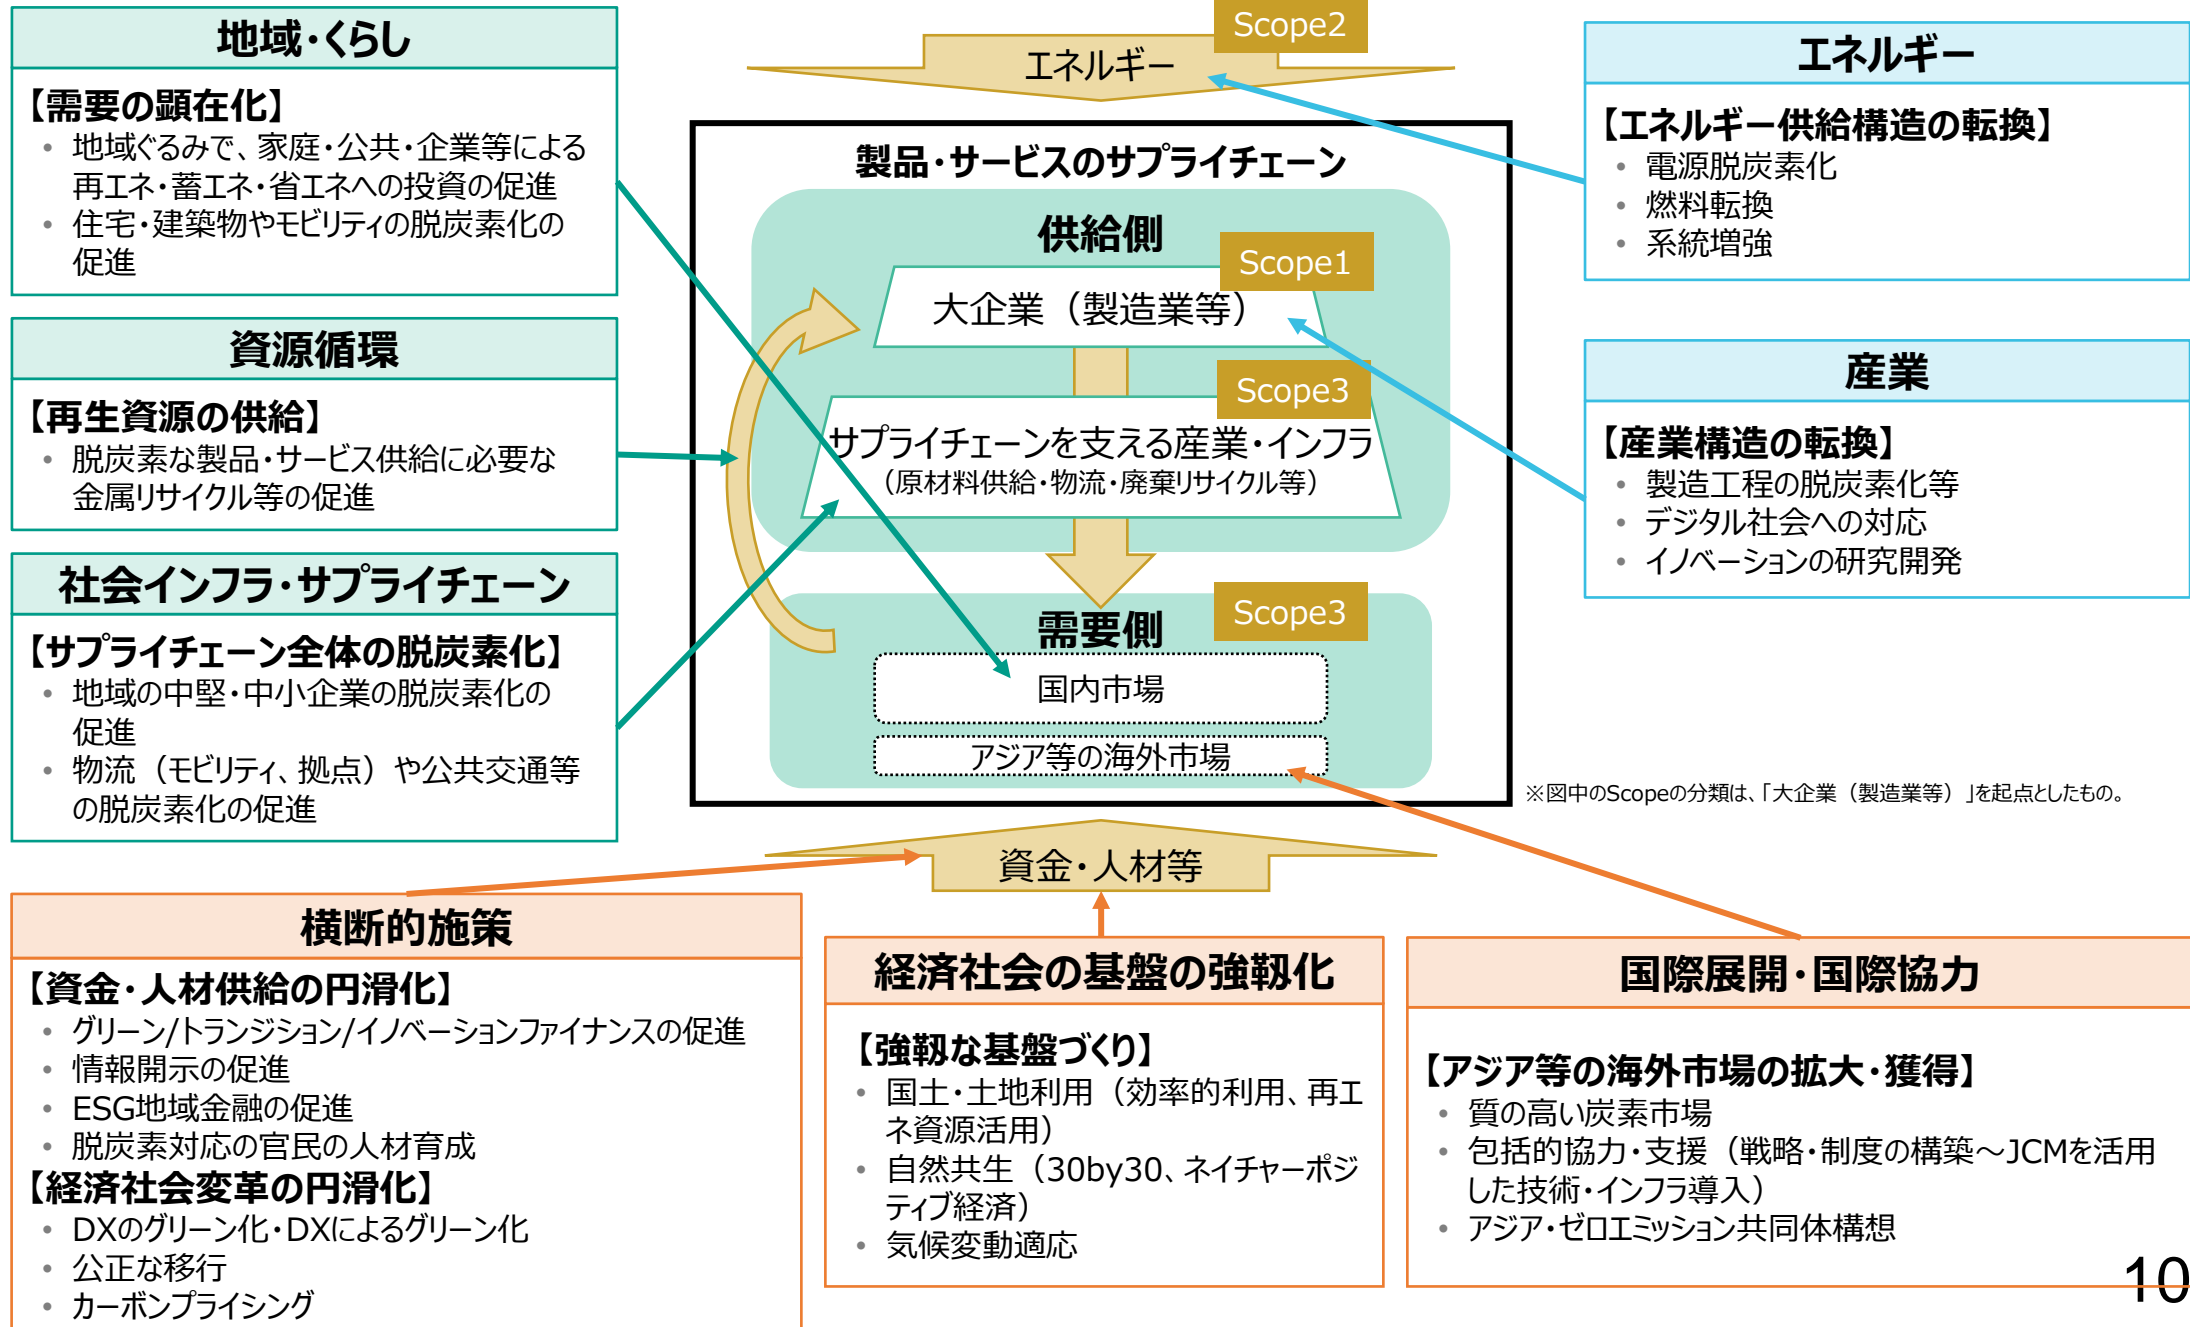 地域・くらし
【需要の顕在化】
• 地域ぐるみで、家庭・公共・企業等による
再エネ・蓄エネ・省エネへの投資の促進
• 住宅・建築物やモビリティの脱炭素化の
促進
資源循環
【再生資源の供給】
• 脱炭素な製品・サービス供給に必要な
金属リサイクル等の促進
社会インフラ・サプライチェーン
【サプライチェーン全体の脱炭素化】
• 地域の中堅・中小企業の脱炭素化の
促進
• 物流（モビリティ、拠点）や公共交通等
の脱炭素化の促進
Scope2
エネルギー
製品・サービスのサプライチェーン
供給側
Scope1
大企業（製造業等）
Scope3
サプライチェーンを支える産業・インフラ
（原材料供給・物流・廃棄リサイクル等）
Scope3
需要側
国内市場
アジア等の海外市場
資金・人材等
エネルギー
【エネルギー供給構造の転換】
• 電源脱炭素化
• 燃料転換
• 系統増強
産業
【産業構造の転換】
• 製造工程の脱炭素化等
• デジタル社会への対応
• イノベーションの研究開発
※図中のScopeの分類は、「大企業（製造業等）」を起点としたもの。
横断的施策
【資金・人材供給の円滑化】
• グリーン/トランジション/イノベーションファイナンスの促進
• 情報開示の促進
• ESG地域金融の促進
• 脱炭素対応の官民の人材育成
【経済社会変革の円滑化】
• DXのグリーン化・DXによるグリーン化
• 公正な移行
• カーボンプライシング
経済社会の基盤の強靱化
【強靱な基盤づくり】
• 国土・土地利用（効率的利用、再エ
ネ資源活用）
• 自然共生（30by30、ネイチャーポジ
ティブ経済）
• 気候変動適応
国際展開・国際協力
【アジア等の海外市場の拡大・獲得】
• 質の高い炭素市場
• 包括的協力・支援（戦略・制度の構築～JCMを活用
した技術・インフラ導入）
• アジア・ゼロエミッション共同体構想
10